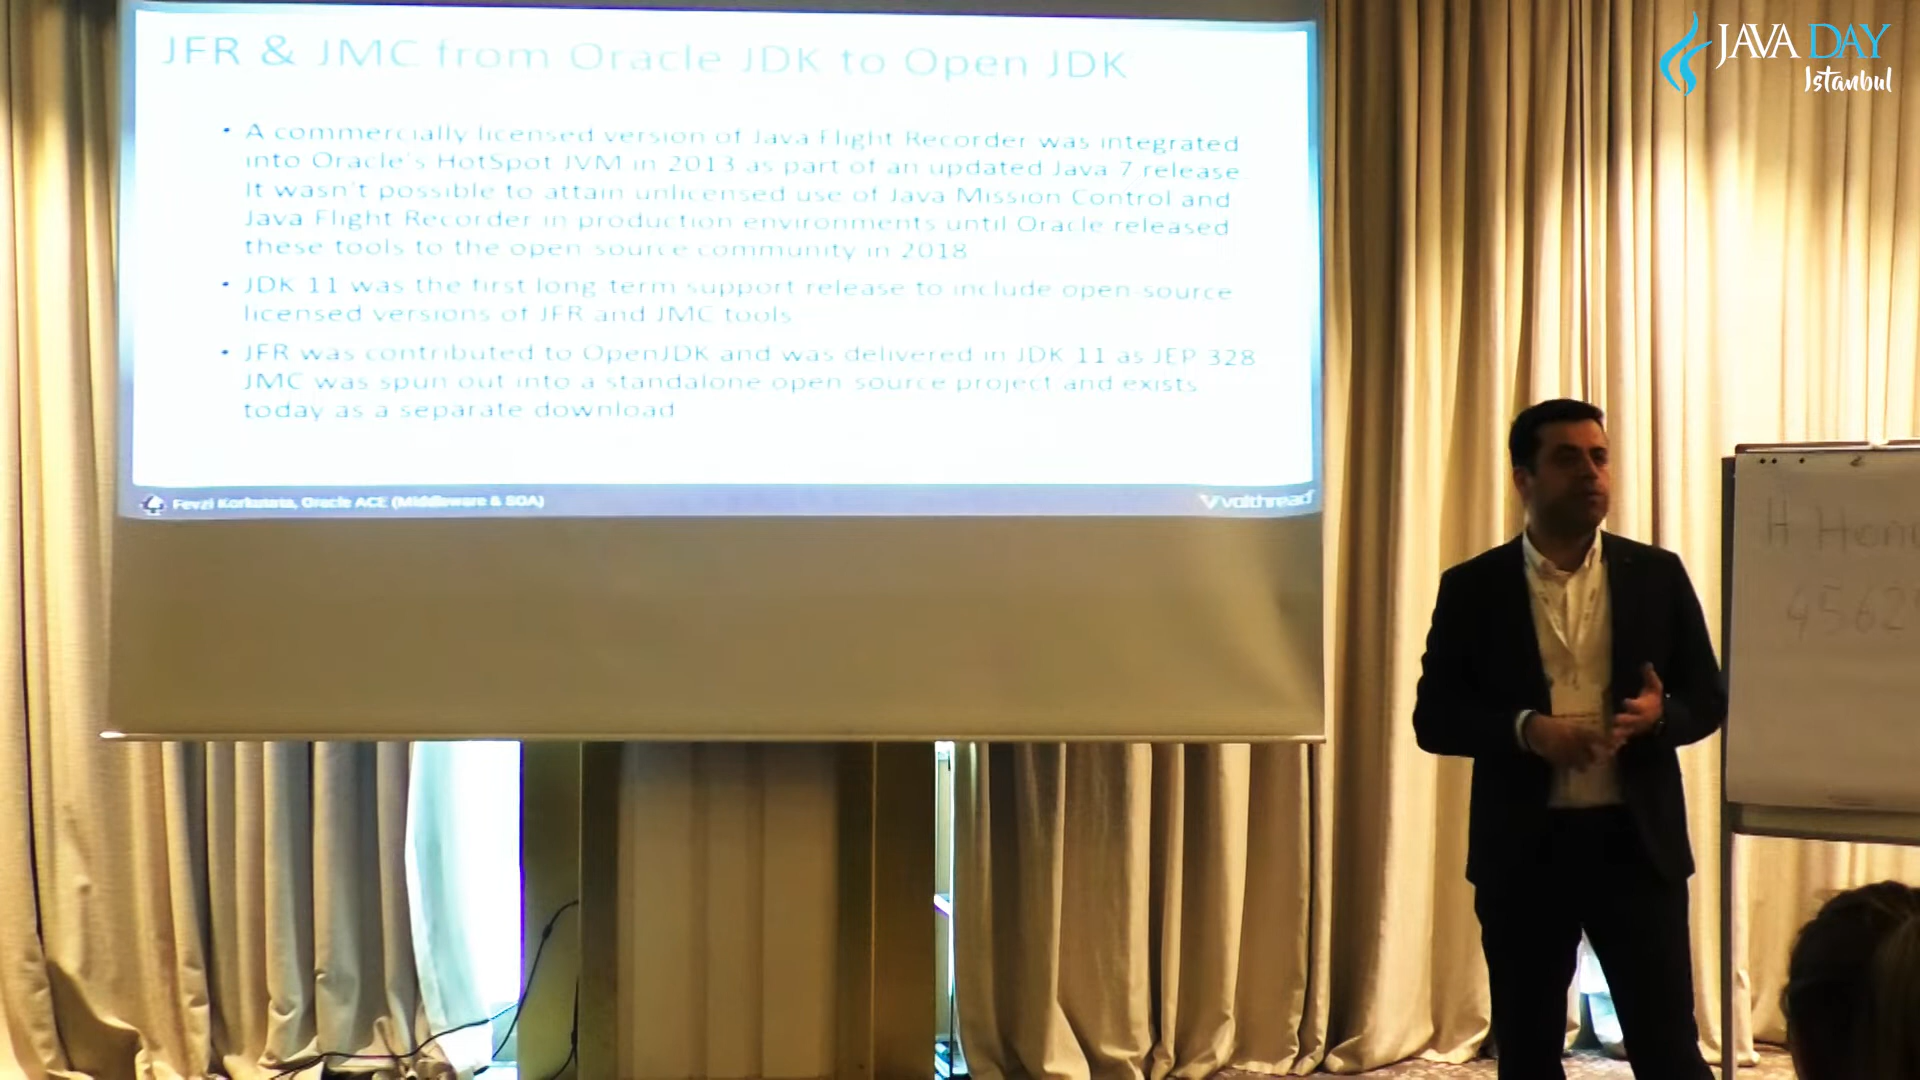 JFR & JMC from Oracle JDK to Open JDK
• A commercially licensed version of Java Flight Recorder was integrated
into Oracle's HotSpot JVM in 2013 as part of an updated Java 7 release
It wasn't possible to attain unlicensed use of Java Mission Control and
Java Flight Recorder in production environments until Oracle released
these tools to the open source community in 2018
• JDK 11 was the first long term support release to include open-source
licensed versions of JFR and JMC tools
• JFR was contributed to OpenJDK and was delivered in JDK 11 as JEP 328
JMC was spun out into a standalone open source project and exists
today as a separate download
Fevzi Korkutata, Oracle ACE (Middleware & SOA)
volthread
JAVA DAY
Istanbul
H
4562